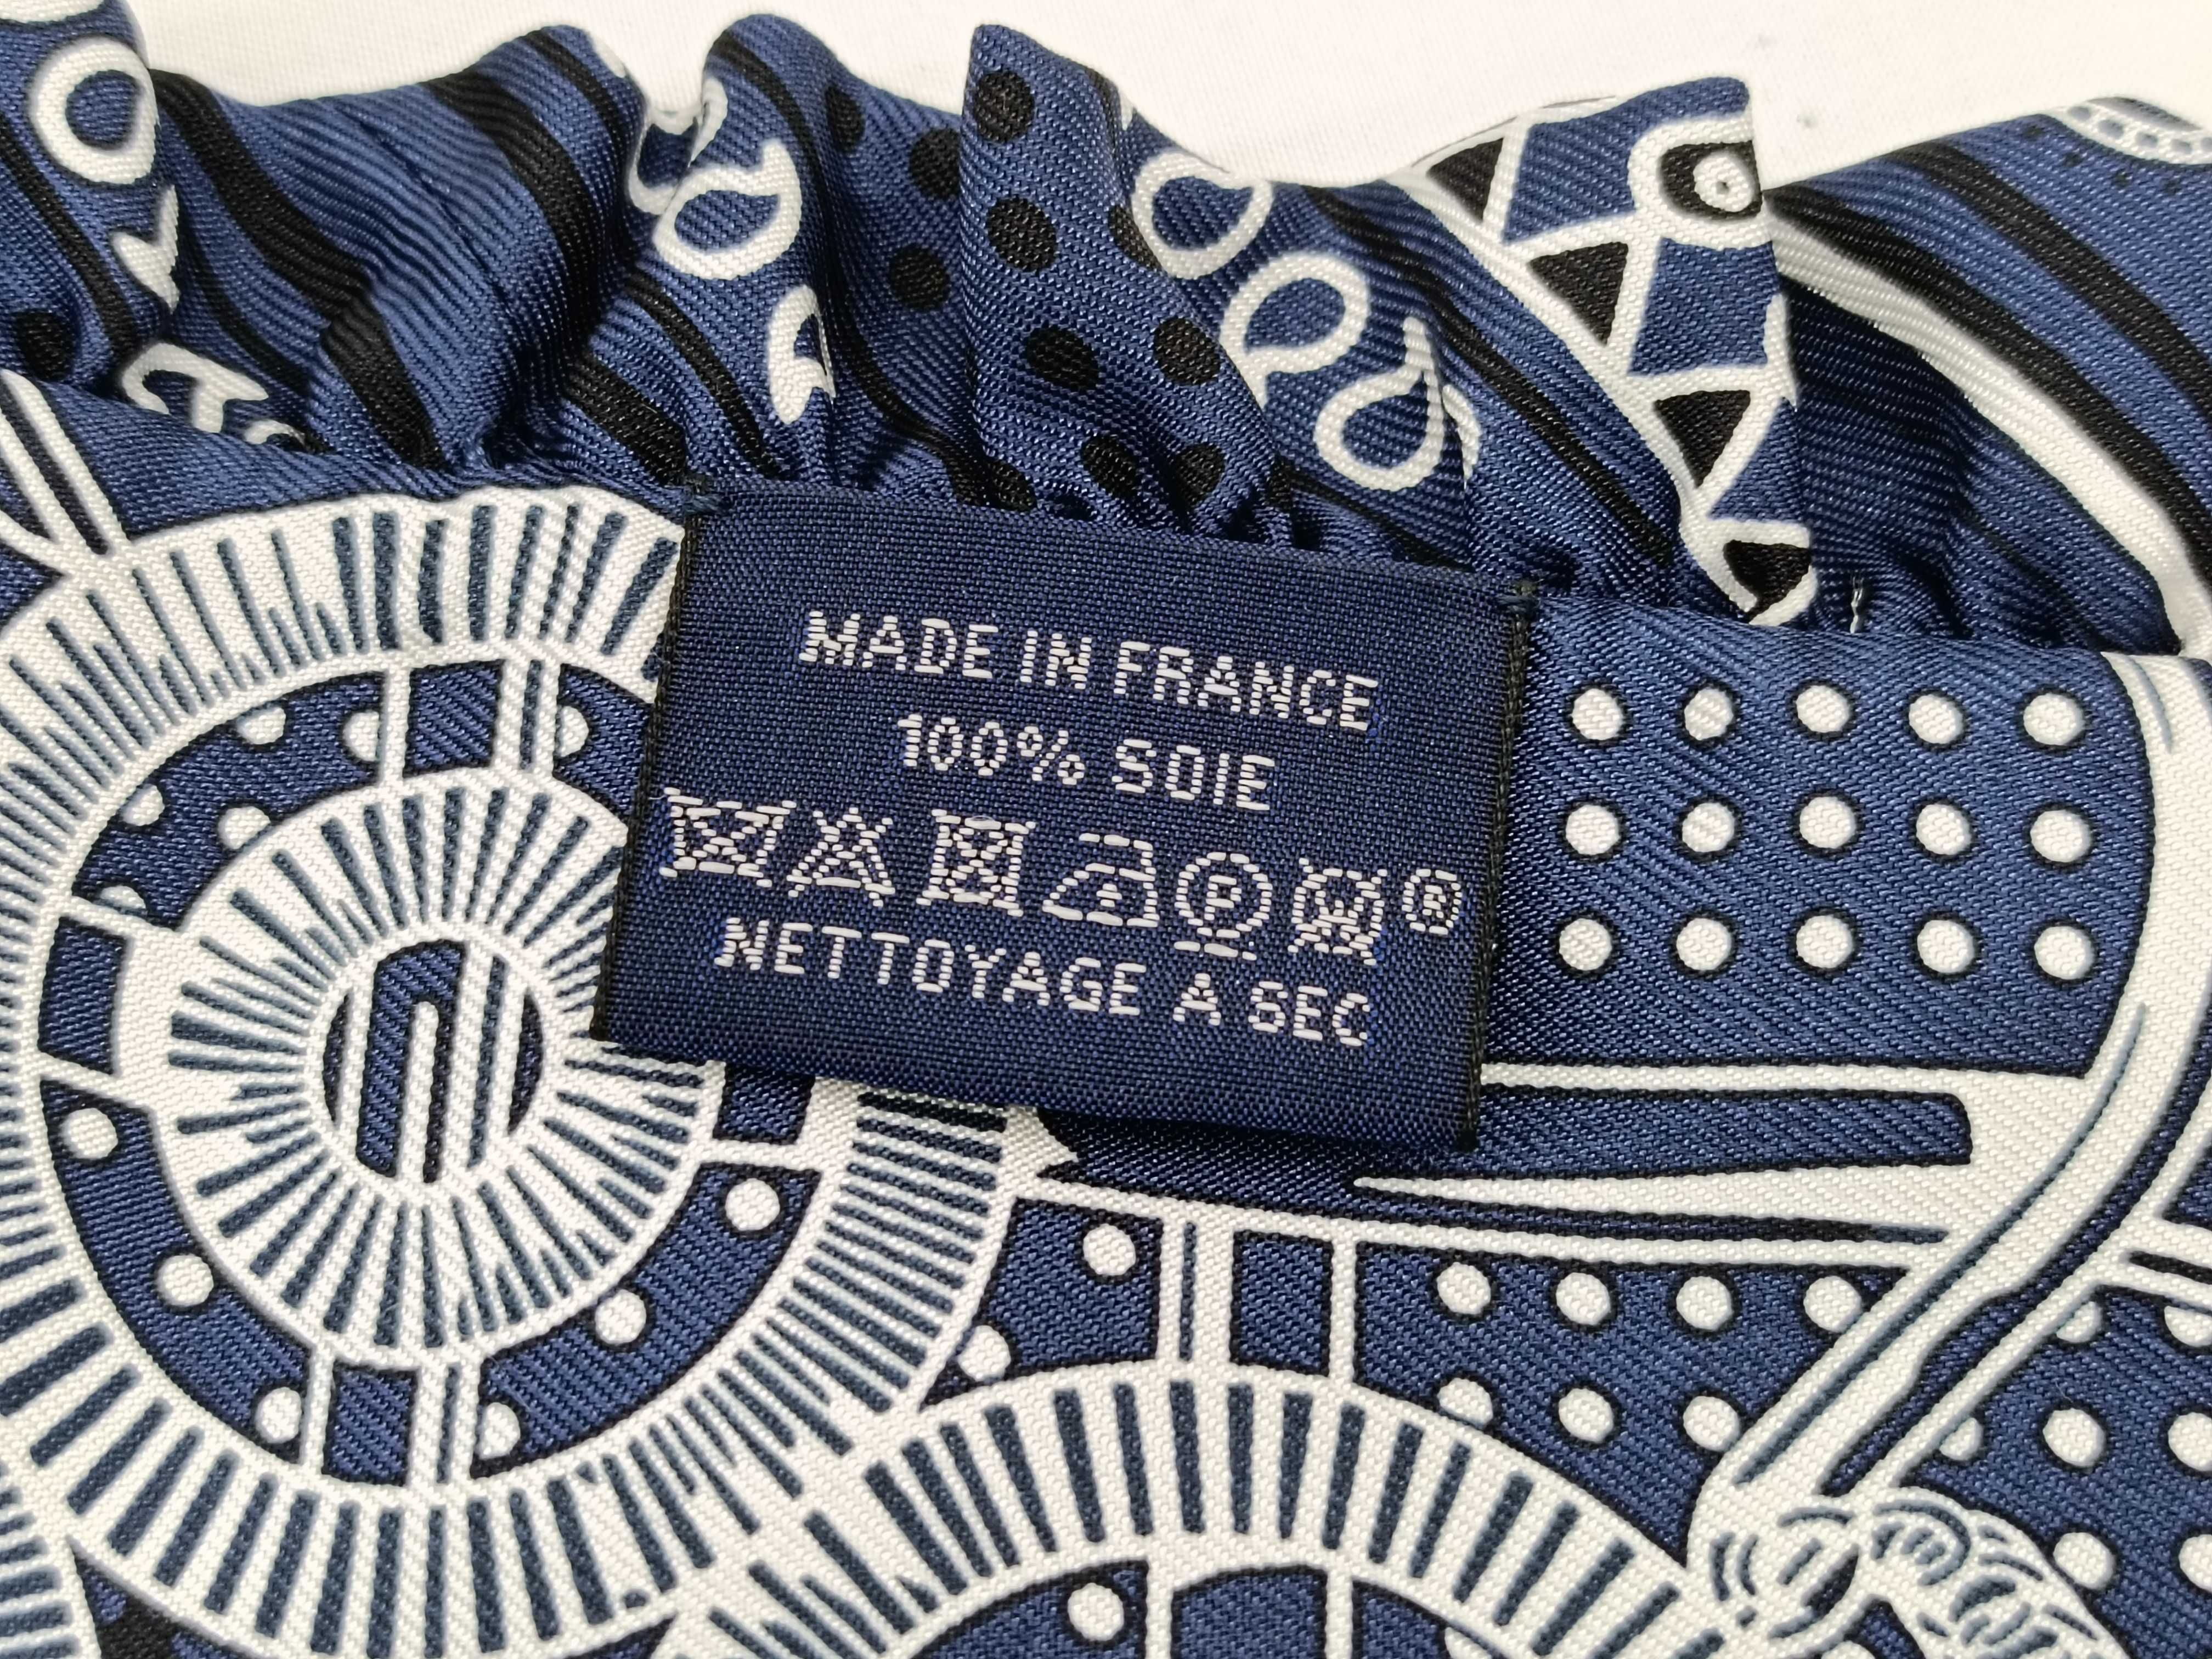 MADE IN FRANCE
100% SOIE
P ®
NETTOYAGE A SEC